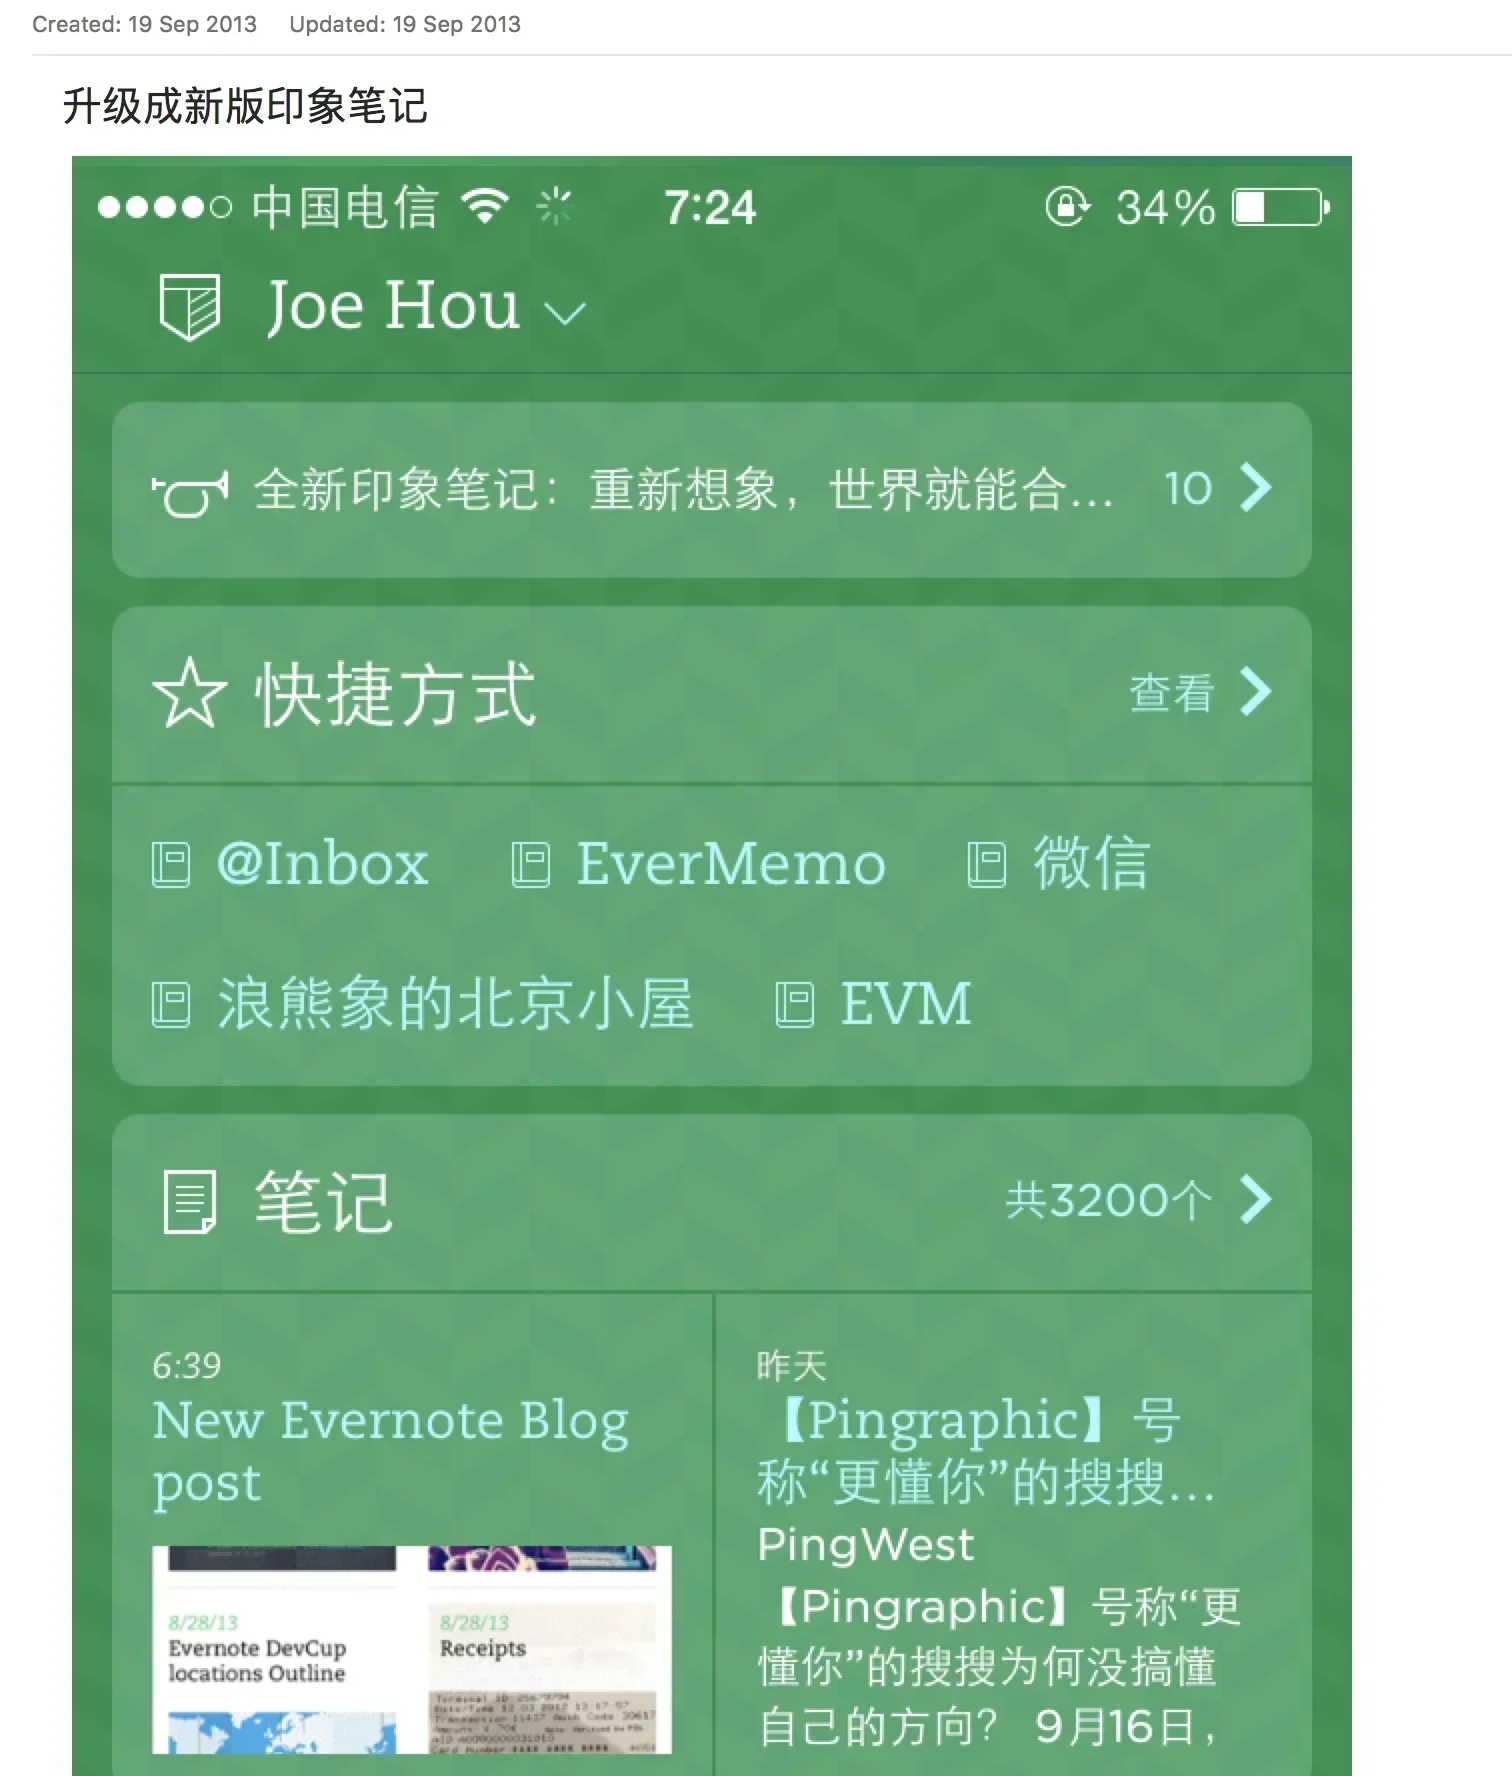 Created: 19 Sep 2013 Updated: 19 Sep 2013
升级成新版印象笔记
中国电信 7:24 34%
Joe Hou
全新印象笔记：重新想象，世界就能合... 10
快捷方式 查看
@Inbox EverMemo 微信
浪熊象的北京小屋 EVM
笔记 共3200个
6:39
New Evernote Blog
post
8/28/13
Evernote DevCup
locations Outline
8/28/13
Receipts
昨天
【Pingraphic】号
称“更懂你”的搜搜...
PingWest
【Pingraphic】号称“更
懂你”的搜搜为何没搞懂
自己的方向？ 9月16日，